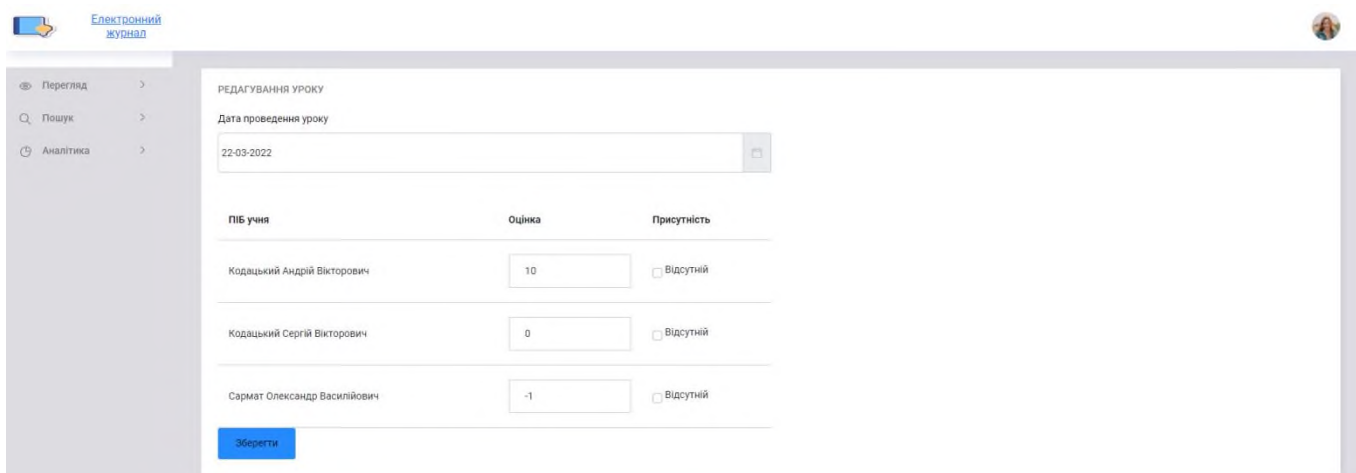 Електронний
журнал
Перегляд
Пошук
Аналітика
РЕДАГУВАННЯ УРОКУ
Дата проведення уроку
22-03-2022
ПІБ учня Оцінка Присутність
Кодацький Андрій Вікторович 10 Відсутній
Кодацький Сергій Вікторович 0 Відсутній
Сармат Олександр Василійович -1 Відсутній
Зберегти